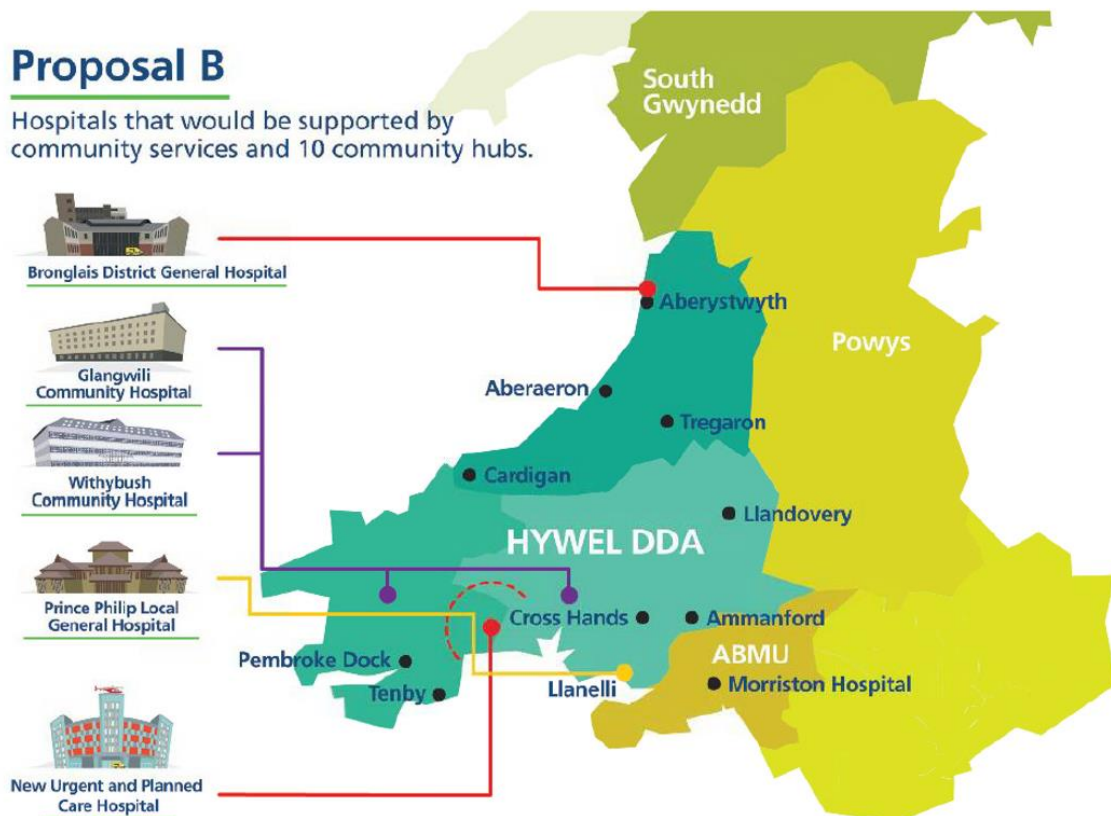 Proposal B
Hospitals that would be supported by
community services and 10 community hubs.
Bronglais District General Hospital
Glangwili
Community Hospital
Withybush
Community Hospital
Prince Philip Local
General Hospital
New Urgent and Planned
Care Hospital
South
Gwynedd
Powys
Aberystwyth
Aberaeron
Tregaron
Cardigan
Llandovery
HYWEL DDA
Cross Hands
Ammanford
ABMU
Pembroke Dock
Llanelli
Morriston Hospital
Tenby